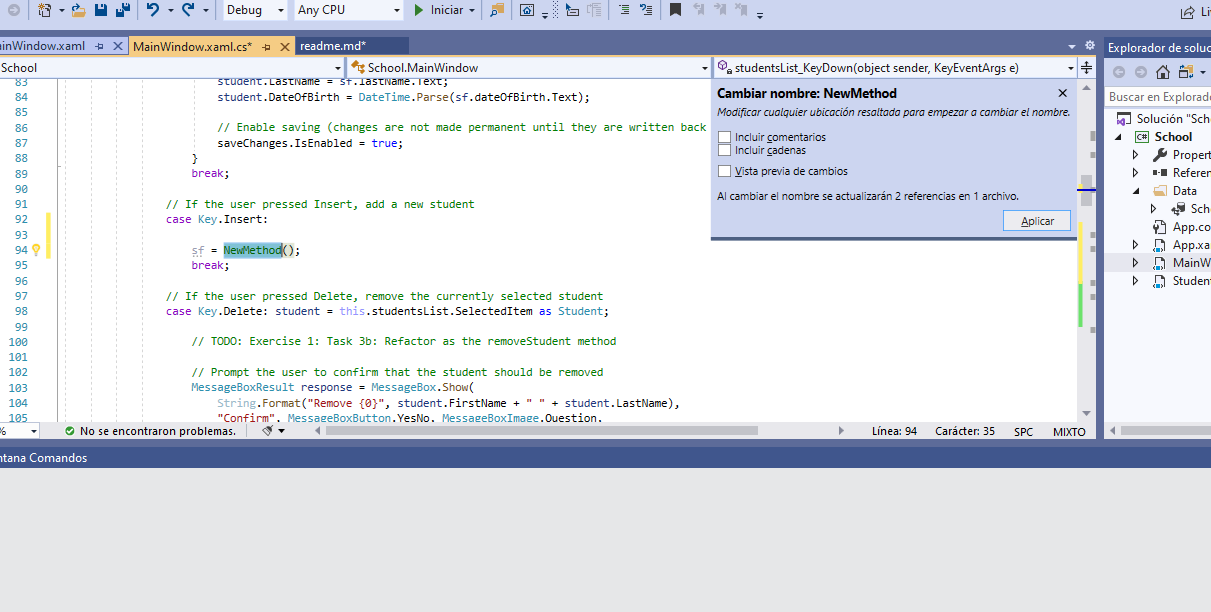 Debug
Any CPU
Iniciar
Li
inWindow.xaml
MainWindow.xaml.cs*
readme.md*
Explorador de soluc
School
School.MainWindow
studentsList_KeyDown(object sender, KeyEventArgs e)
Buscar en Explorado
Solución "Sch
School
Propert
Referen
Data
Sch
App.co
App.xa
MainW
Student
Cambiar nombre: NewMethod
Modificar cualquier ubicación resaltada para empezar a cambiar el nombre.
Incluir comentarios
Incluir cadenas
Vista previa de cambios
Al cambiar el nombre se actualizarán 2 referencias en 1 archivo.
Aplicar
83 student.LastName = sf.lastName.Text;
84 student.DateOfBirth = DateTime.Parse(sf.dateOfBirth.Text);
85
86 // Enable saving (changes are not made permanent until they are written back
87 saveChanges.IsEnabled = true;
88 }
89 break;
90
91 // If the user pressed Insert, add a new student
92 case Key.Insert:
93
94 sf = NewMethod();
95 break;
96
97 // If the user pressed Delete, remove the currently selected student
98 case Key.Delete: student = this.studentsList.SelectedItem as Student;
99
100 // TODO: Exercise 1: Task 3b: Refactor as the removeStudent method
101
102 // Prompt the user to confirm that the student should be removed
103 MessageBoxResult response = MessageBox.Show(
104 String.Format("Remove {0}", student.FirstName + " " + student.LastName),
105 "Confirm", MessageBoxButton.YesNo, MessageBoxImage.Question,
%
No se encontraron problemas.
Línea: 94
Carácter: 35
SPC
MIXTO
ntana Comandos